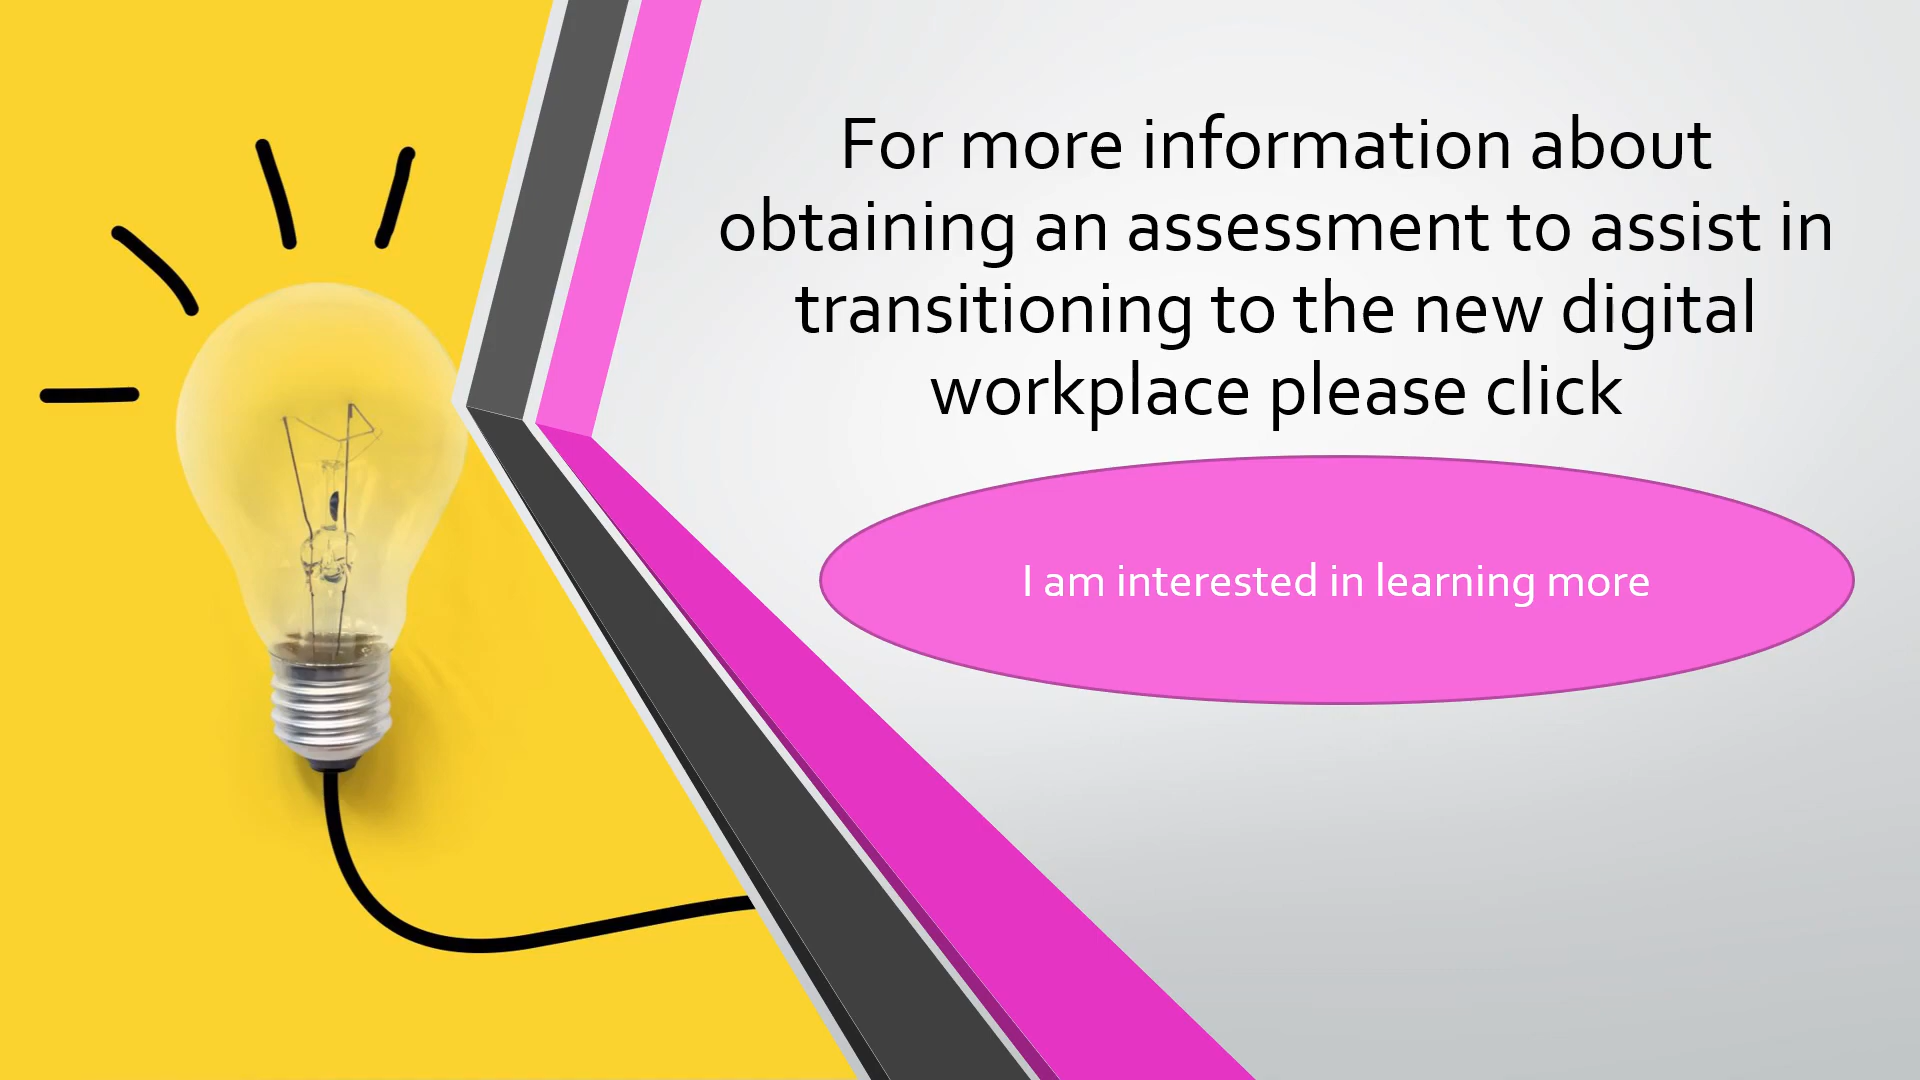 For more information about
obtaining an assessment to assist in
transitioning to the new digital
workplace please click
I am interested in learning more